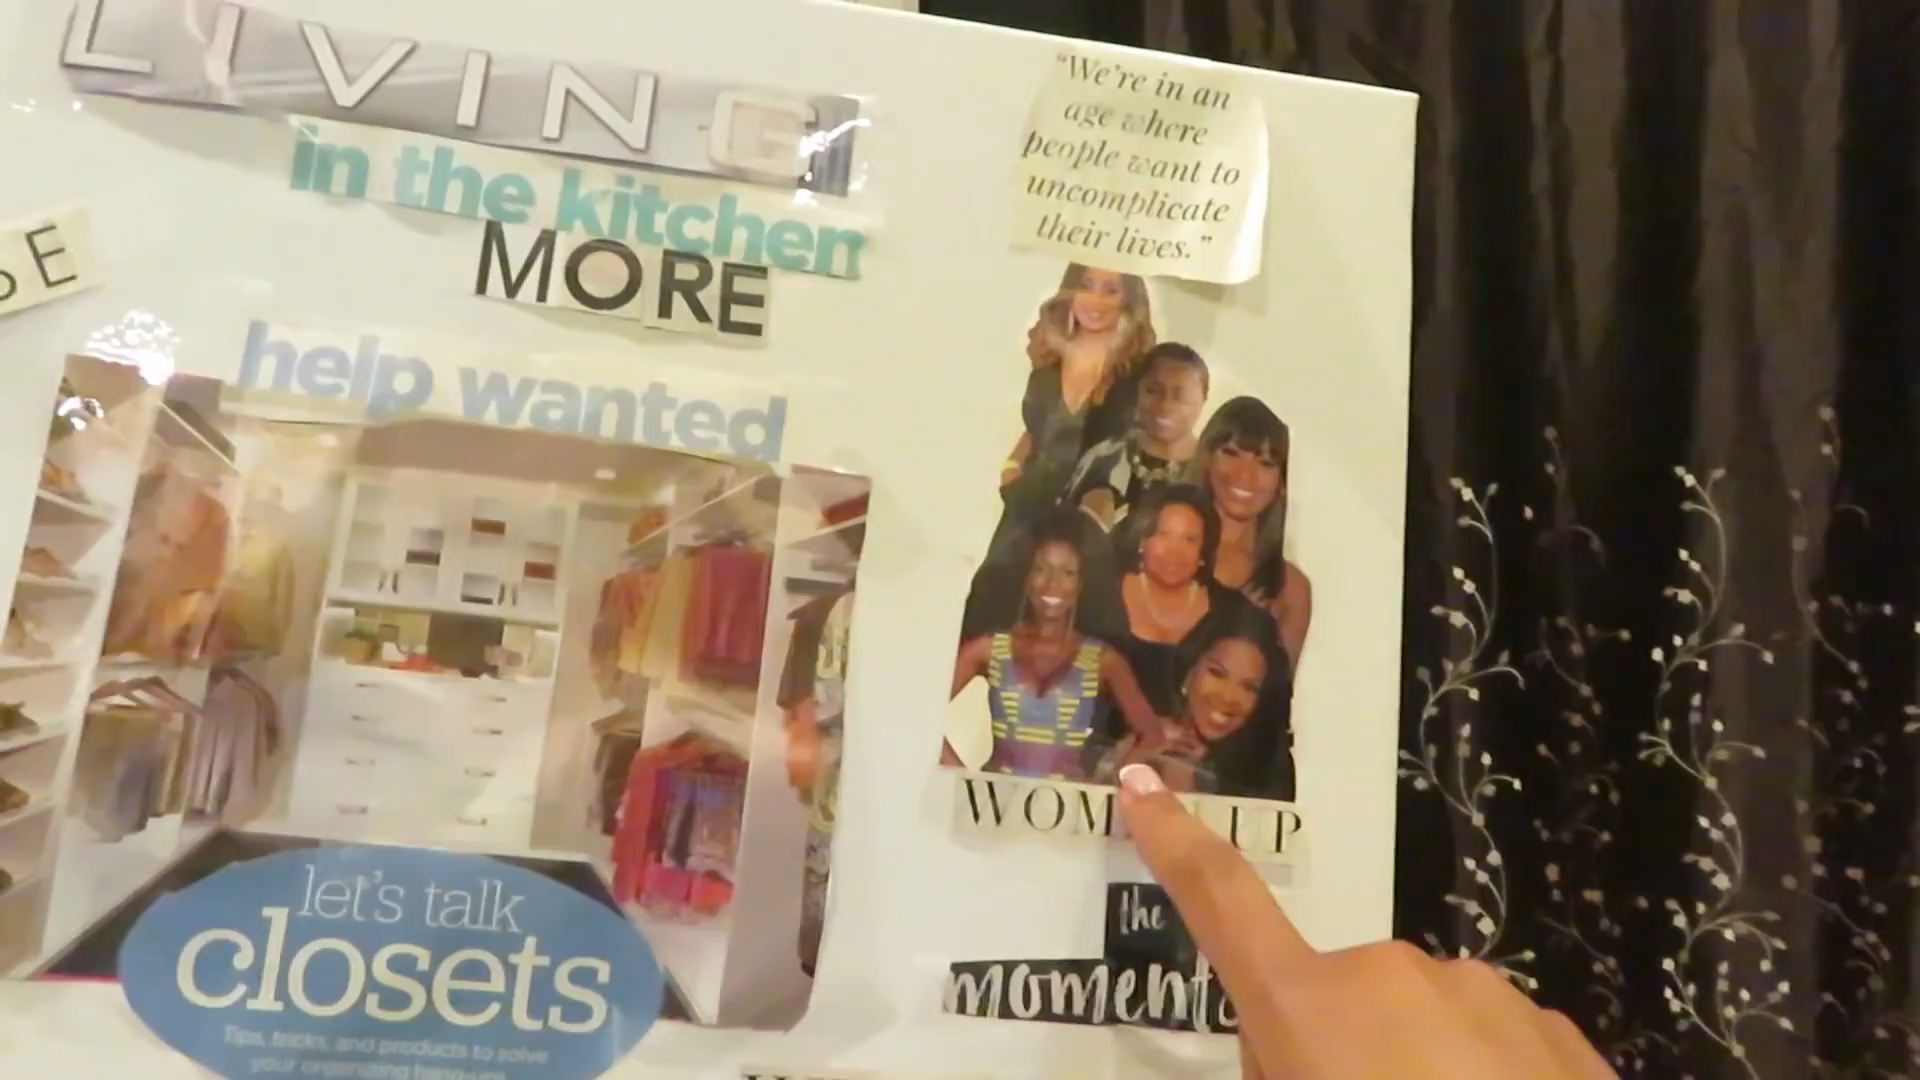 LIVING
in the kitchen
MORE
help wanted
let's talk
closets
Tips, tricks, and products to solve
your organizing hang-ups
"We're in an
age where
people want to
uncomplicate
their lives."
WOM UP
the
moment